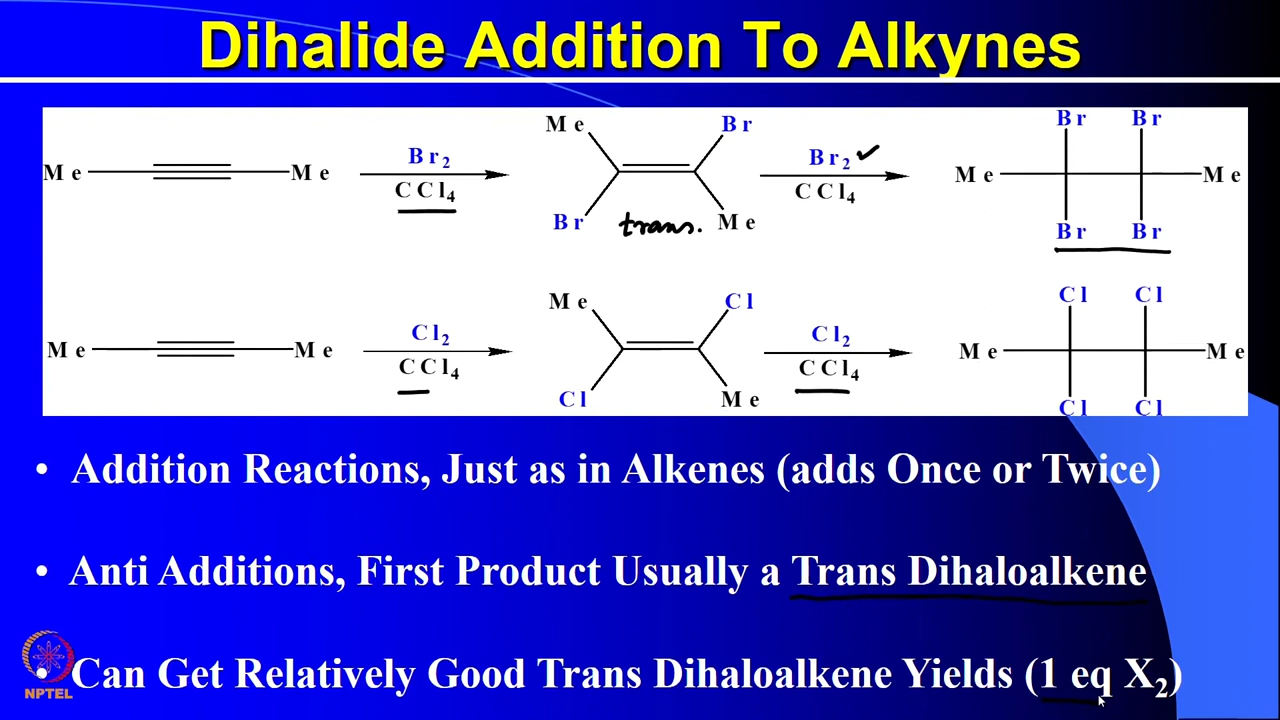 Dihalide Addition To Alkynes
Me Me
Br₂
CCl₄
Me Br
Br Me
trans.
Br₂ ✓
CCl₄
Br Br
Me Me
Br Br
Me Me
Cl₂
CCl₄
Me Cl
Cl Me
Cl₂
CCl₄
Cl Cl
Me Me
Cl Cl
• Addition Reactions, Just as in Alkenes (adds Once or Twice)
• Anti Additions, First Product Usually a Trans Dihaloalkene
• Can Get Relatively Good Trans Dihaloalkene Yields (1 eq X₂)
NPTEL